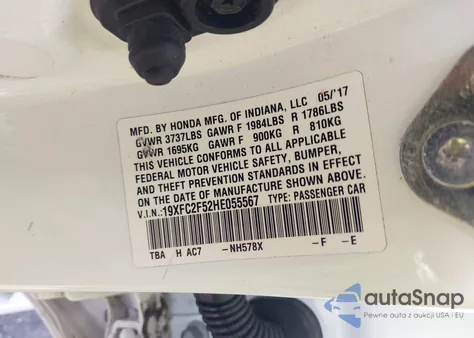 MFD. BY HONDA MFG. OF INDIANA, LLC 05/'17
GVWR 3737LBS GAWR F 1984LBS R 1786LBS
GVWR 1695KG GAWR F 900KG R 810KG
THIS VEHICLE CONFORMS TO ALL APPLICABLE
FEDERAL MOTOR VEHICLE SAFETY, BUMPER,
AND THEFT PREVENTION STANDARDS IN EFFECT
ON THE DATE OF MANUFACTURE SHOWN ABOVE.
V.I.N.:19XFC2F52HE055567 TYPE: PASSENGER CAR
TBA H AC7 -NH578X -F -E
autoSnap
Pewne auta z aukcji USA i EU